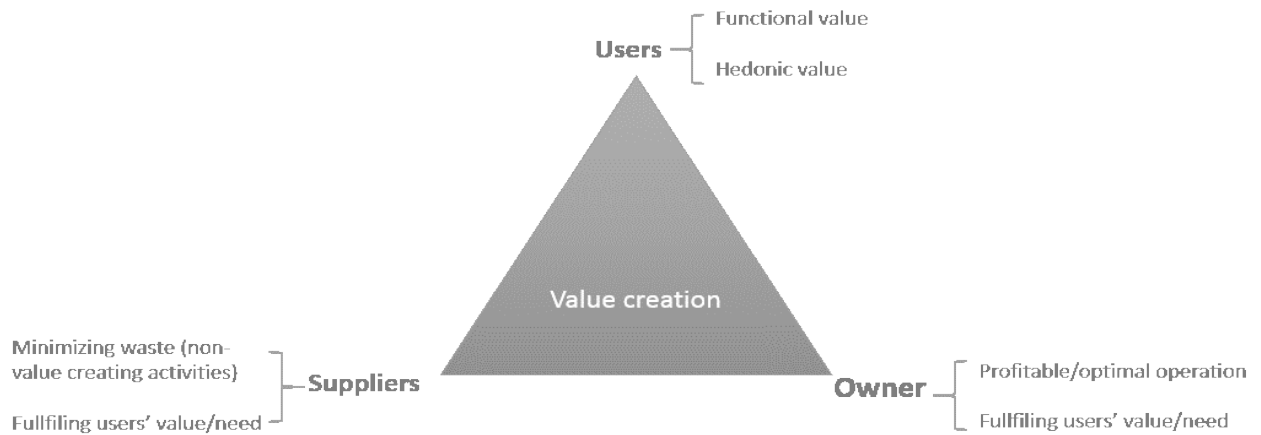 Functional value
Users
Hedonic value
Value creation
Minimizing waste (non-
value creating activities)
Suppliers
Fullfiling users' value/need
Profitable/optimal operation
Owner
Fullfiling users' value/need